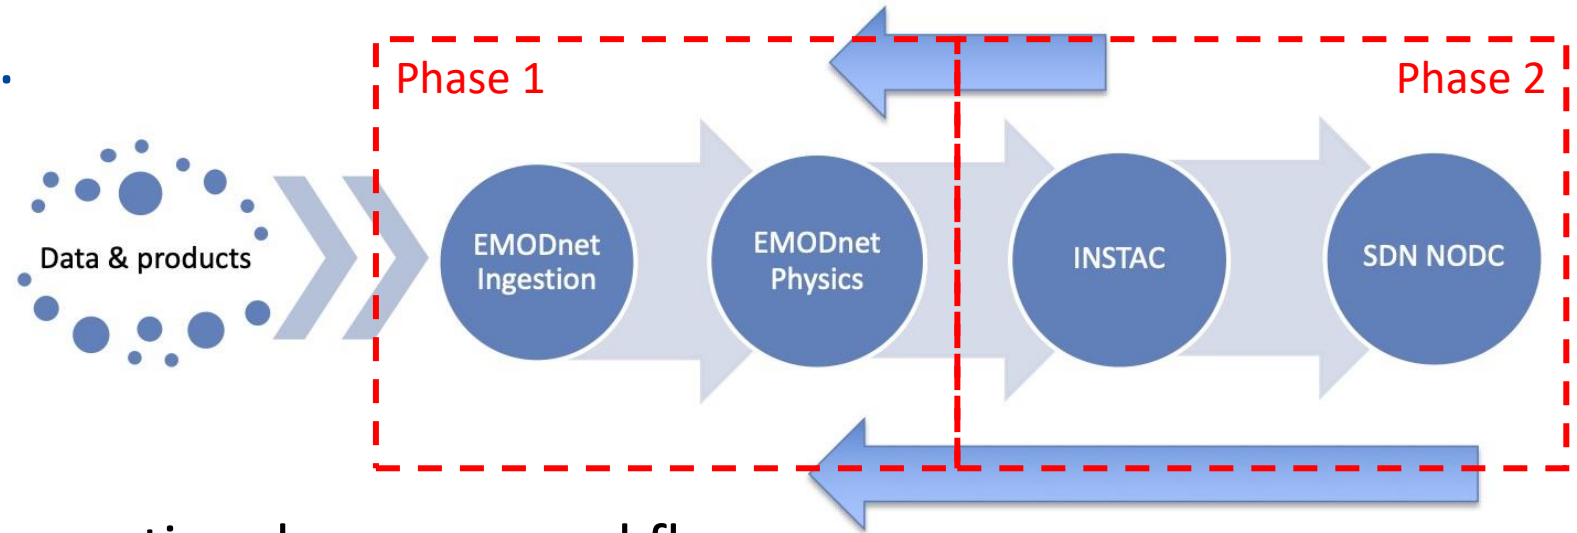 .
Phase 1
Phase 2
Data & products
EMODnet
Ingestion
EMODnet
Physics
INSTAC
SDN NODC